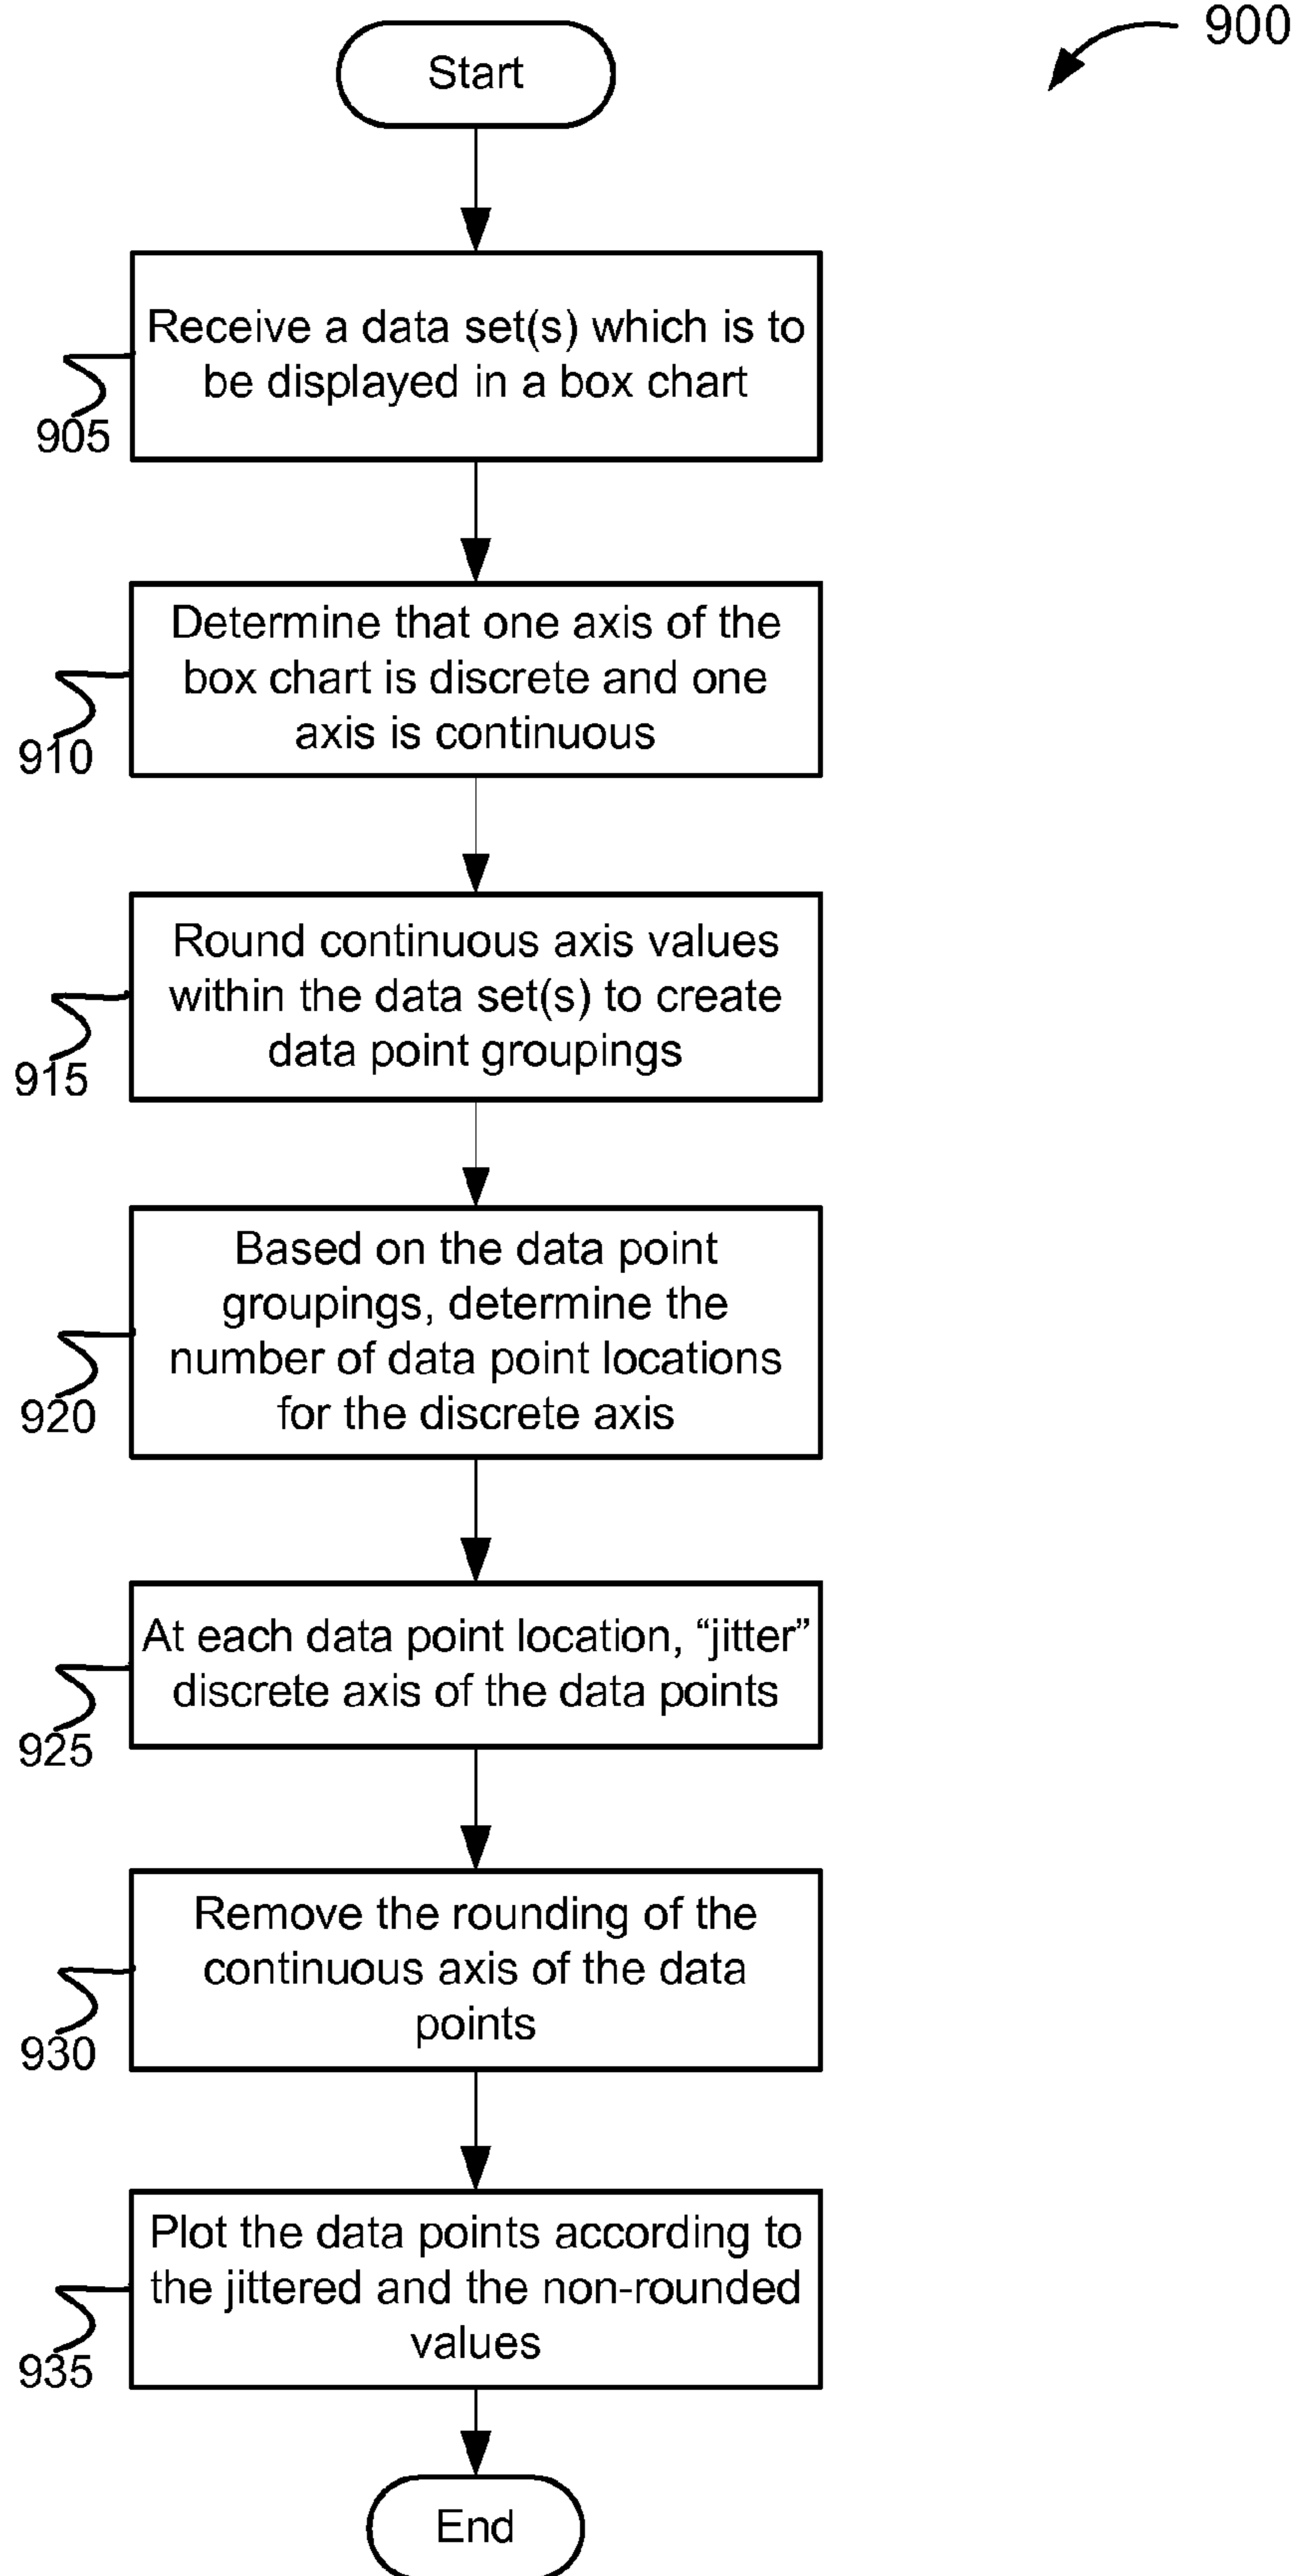 900
Start
Receive a data set(s) which is to
be displayed in a box chart
905
Determine that one axis of the
box chart is discrete and one
axis is continuous
910
Round continuous axis values
within the data set(s) to create
data point groupings
915
Based on the data point
groupings, determine the
number of data point locations
for the discrete axis
920
At each data point location, “jitter”
discrete axis of the data points
925
Remove the rounding of the
continuous axis of the data
points
930
Plot the data points according to
the jittered and the non-rounded
values
935
End